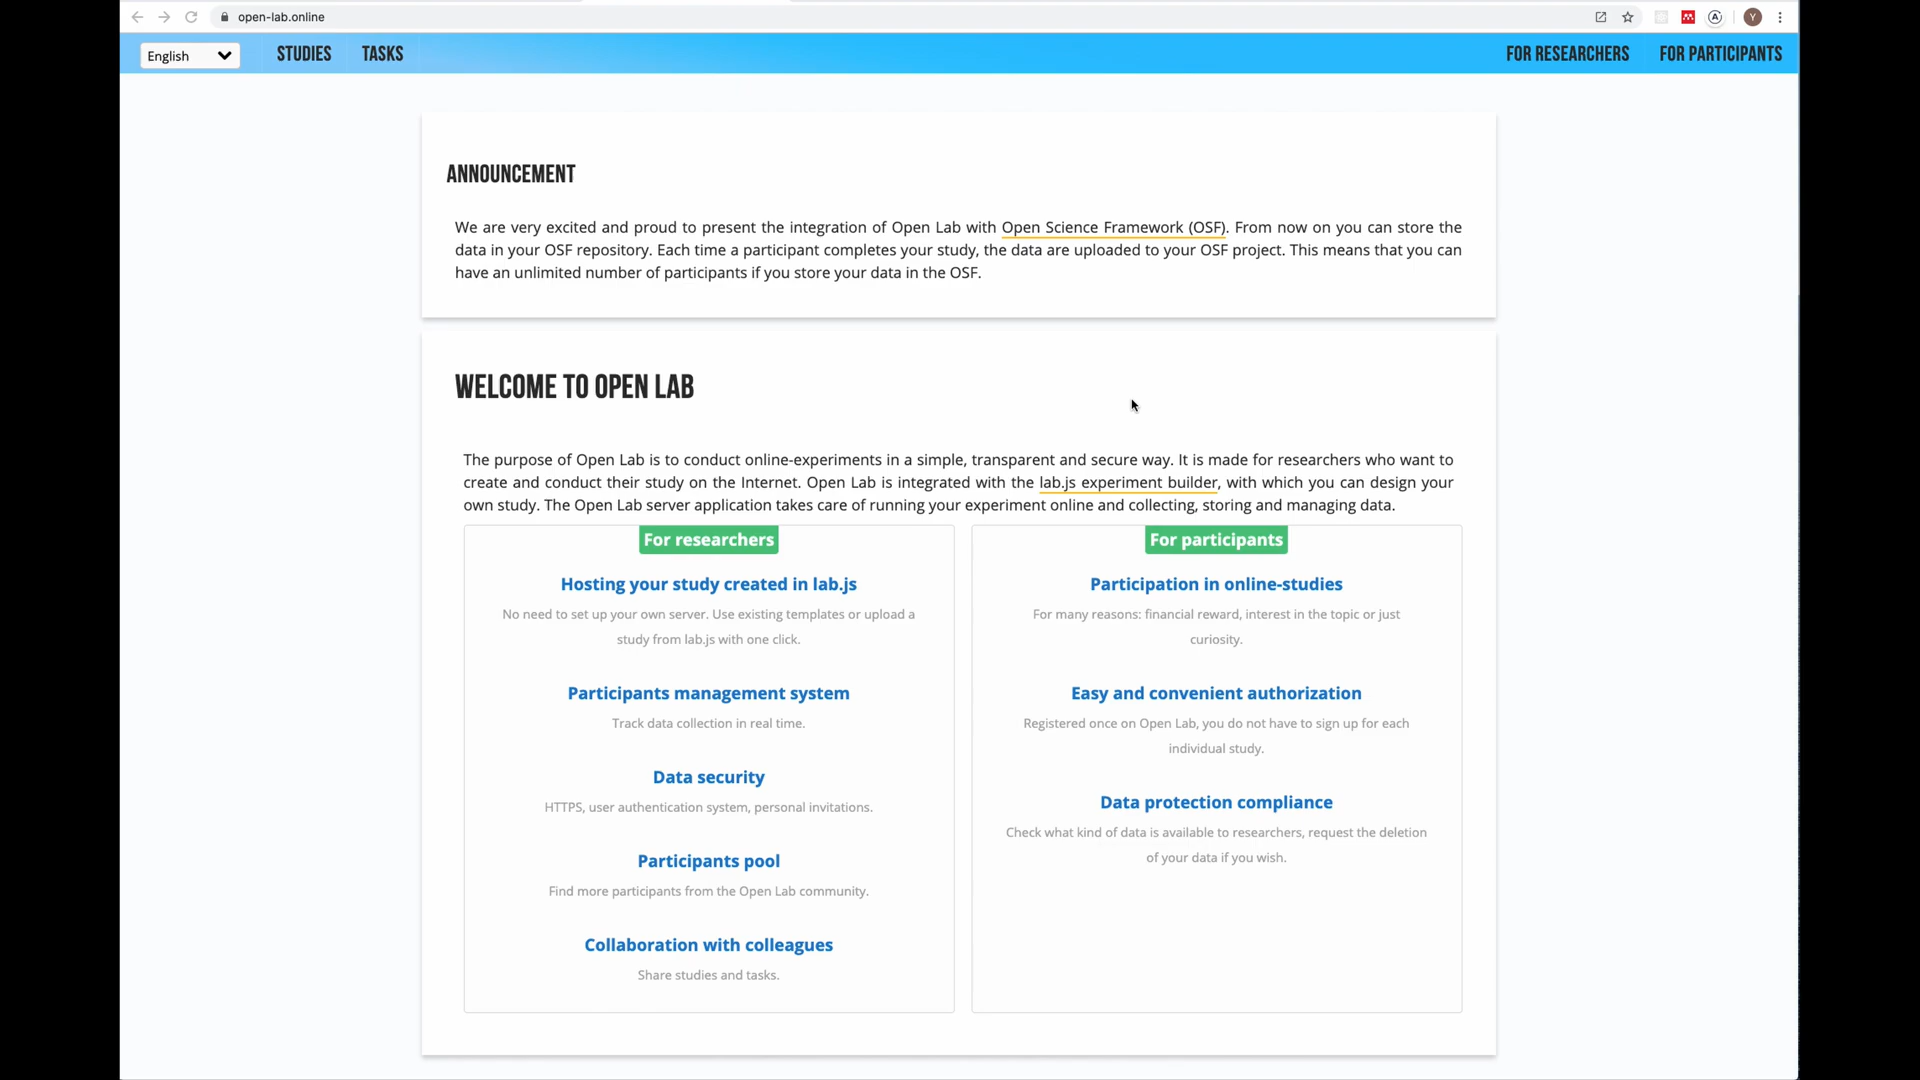 open-lab.online
Y
English
STUDIES
TASKS
FOR RESEARCHERS
FOR PARTICIPANTS
ANNOUNCEMENT
We are very excited and proud to present the integration of Open Lab with Open Science Framework (OSF). From now on you can store the
data in your OSF repository. Each time a participant completes your study, the data are uploaded to your OSF project. This means that you can
have an unlimited number of participants if you store your data in the OSF.
WELCOME TO OPEN LAB
The purpose of Open Lab is to conduct online-experiments in a simple, transparent and secure way. It is made for researchers who want to
create and conduct their study on the Internet. Open Lab is integrated with the lab.js experiment builder, with which you can design your
own study. The Open Lab server application takes care of running your experiment online and collecting, storing and managing data.
For researchers
Hosting your study created in lab.js
No need to set up your own server. Use existing templates or upload a
study from lab.js with one click.
Participants management system
Track data collection in real time.
Data security
HTTPS, user authentication system, personal invitations.
Participants pool
Find more participants from the Open Lab community.
Collaboration with colleagues
Share studies and tasks.
For participants
Participation in online-studies
For many reasons: financial reward, interest in the topic or just
curiosity.
Easy and convenient authorization
Registered once on Open Lab, you do not have to sign up for each
individual study.
Data protection compliance
Check what kind of data is available to researchers, request the deletion
of your data if you wish.